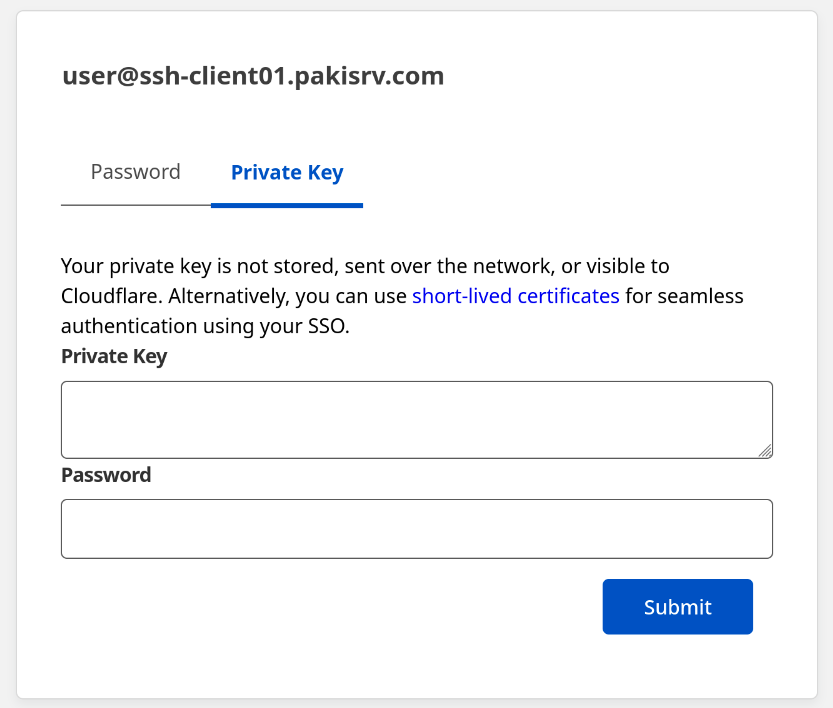 user@ssh-client01.pakisrv.com
Password
Private Key
Your private key is not stored, sent over the network, or visible to
Cloudflare. Alternatively, you can use short-lived certificates for seamless
authentication using your SSO.
Private Key
Password
Submit